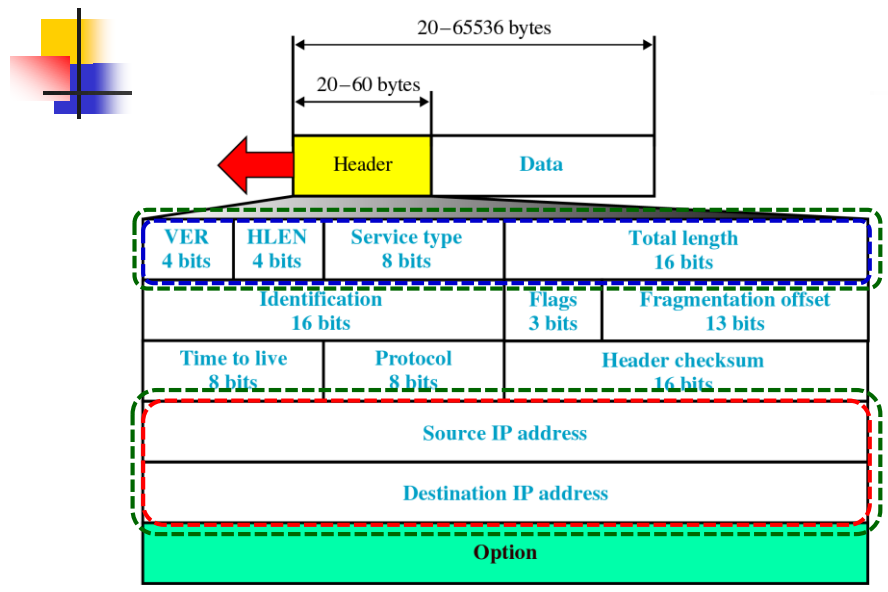 20–65536 bytes
20–60 bytes
Header
Data
VER
4 bits
HLEN
4 bits
Service type
8 bits
Total length
16 bits
Identification
16 bits
Flags
3 bits
Fragmentation offset
13 bits
Time to live
8 bits
Protocol
8 bits
Header checksum
16 bits
Source IP address
Destination IP address
Option